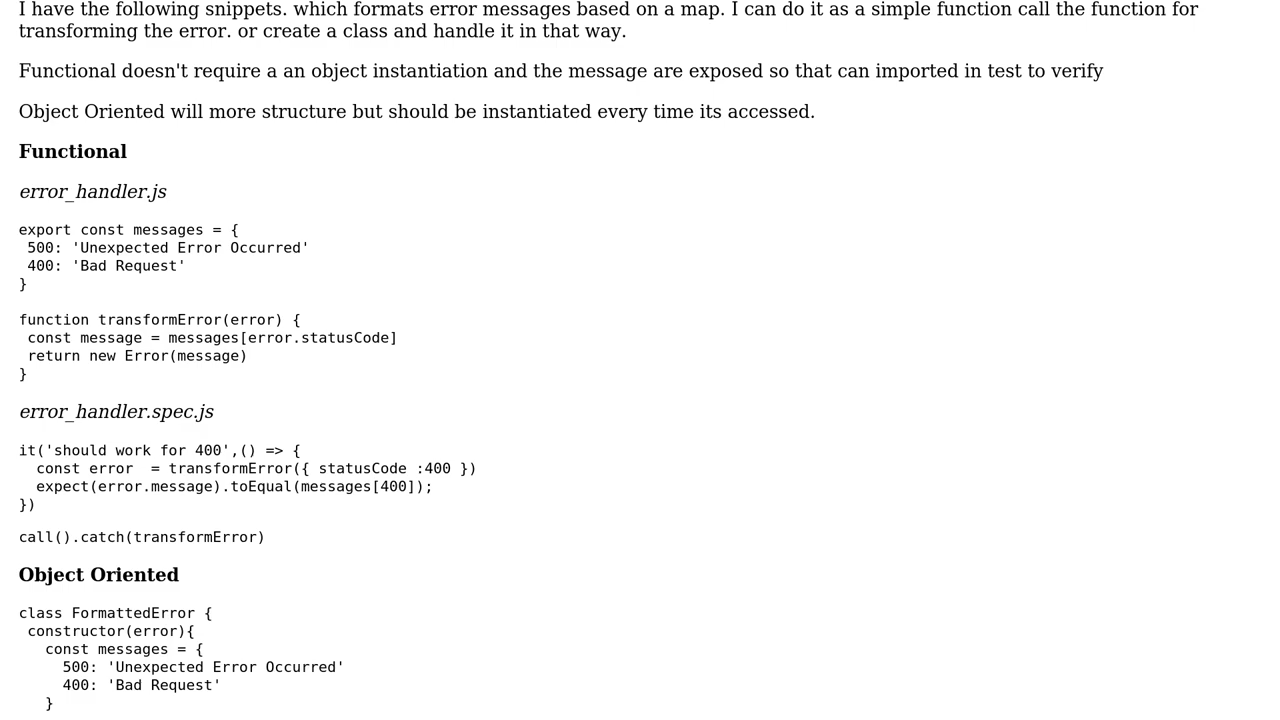 I have the following snippets. which formats error messages based on a map. I can do it as a simple function call the function for
transforming the error. or create a class and handle it in that way.
Functional doesn't require a an object instantiation and the message are exposed so that can imported in test to verify
Object Oriented will more structure but should be instantiated every time its accessed.
Functional
error_handler.js
export const messages = {
 500: 'Unexpected Error Occurred'
 400: 'Bad Request'
}
function transformError(error) {
 const message = messages[error.statusCode]
 return new Error(message)
}
error_handler.spec.js
it('should work for 400',() => {
  const error  = transformError({ statusCode :400 })
  expect(error.message).toEqual(messages[400]);
})
call().catch(transformError)
Object Oriented
class FormattedError {
 constructor(error){
   const messages = {
     500: 'Unexpected Error Occurred'
     400: 'Bad Request'
   }